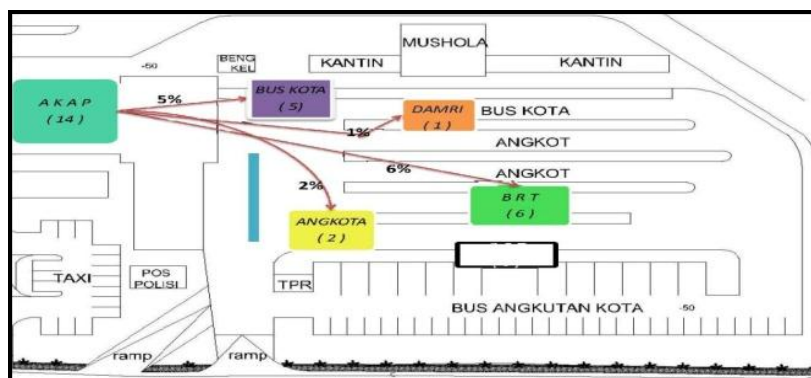 MUSHOLA
BENG
KEL
KANTIN
KANTIN
-50
A K A P
( 14 )
5%
BUS KOTA
( 5 )
DAMRI
( 1 )
BUS KOTA
1%
ANGKOT
6%
ANGKOT
2%
B R T
( 6 )
ANGKOTA
( 2 )
TAXI
POS
POLISI
TPR
BUS ANGKUTAN KOTA
-50
ramp
ramp